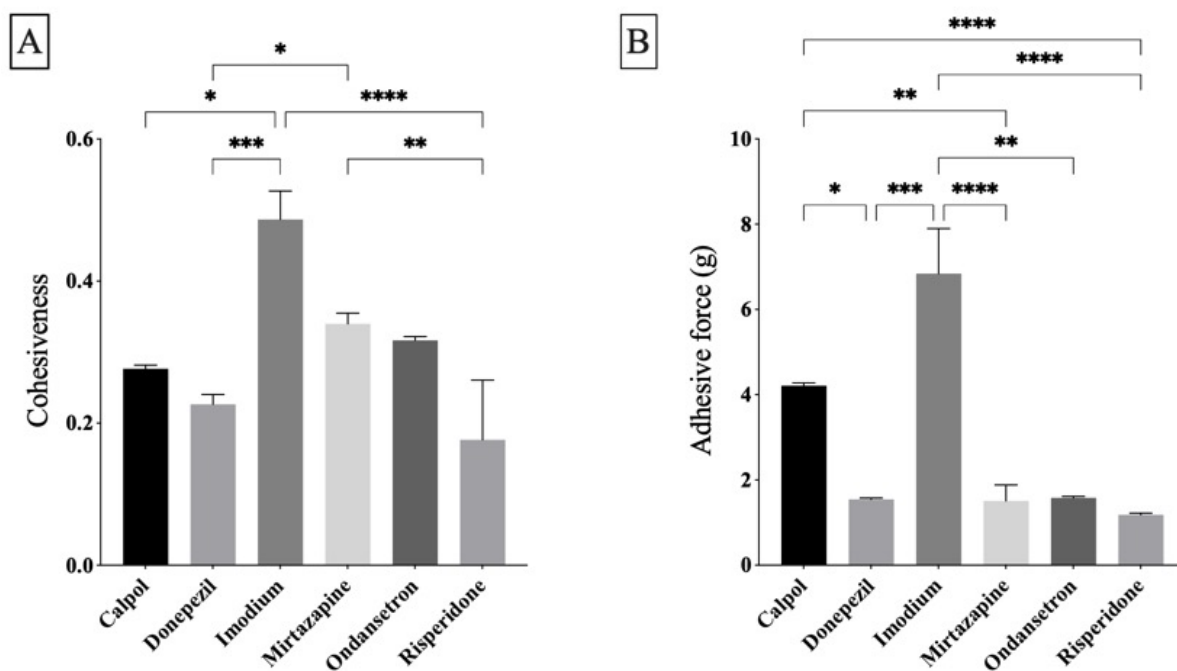 A
*
*
****
***
**
0.6
0.4
0.2
0.0
Cohesiveness
Calpol
Donepezil
Imodium
Mirtazapine
Ondansetron
Risperidone
B
****
****
**
**
*
***
****
10
8
6
4
2
0
Adhesive force (g)
Calpol
Donepezil
Imodium
Mirtazapine
Ondansetron
Risperidone